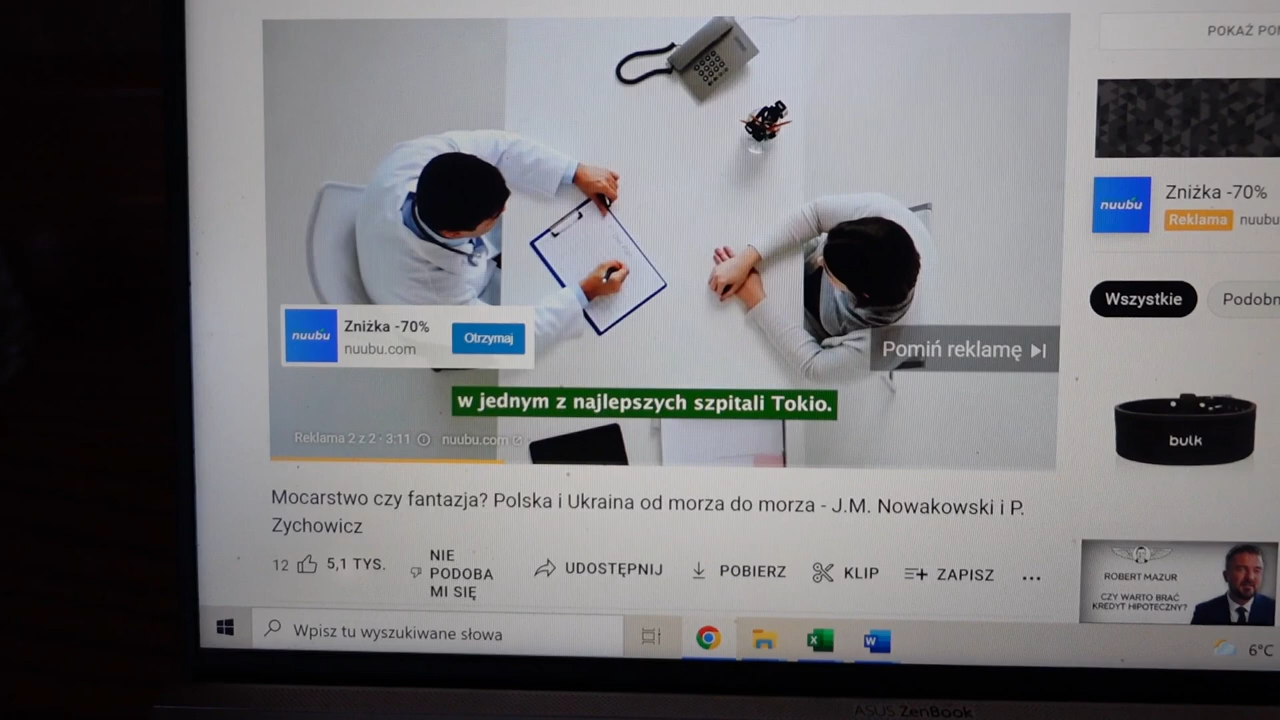 POKAŻ
nuubu
Zniżka -70%
Reklama nuubu
nuubu
Zniżka -70%
nuubu.com
Otrzymaj
Pomiń reklamę
Wszystkie
w jednym z najlepszych szpitali Tokio.
Reklama 2 z 2 · 3:11 nuubu.com
bulk
Mocarstwo czy fantazja? Polska i Ukraina od morza do morza - J.M. Nowakowski i P.
Zychowicz
12 5,1 TYS.
NIE
PODOBA
MI SIĘ
UDOSTĘPNIJ
POBIERZ
KLIP
ZAPISZ
...
ROBERT MAZUR
CZY WARTO BRAĆ
KREDYT HIPOTECZNY?
Wpisz tu wyszukiwane słowa
6°C
ASUS ZenBook